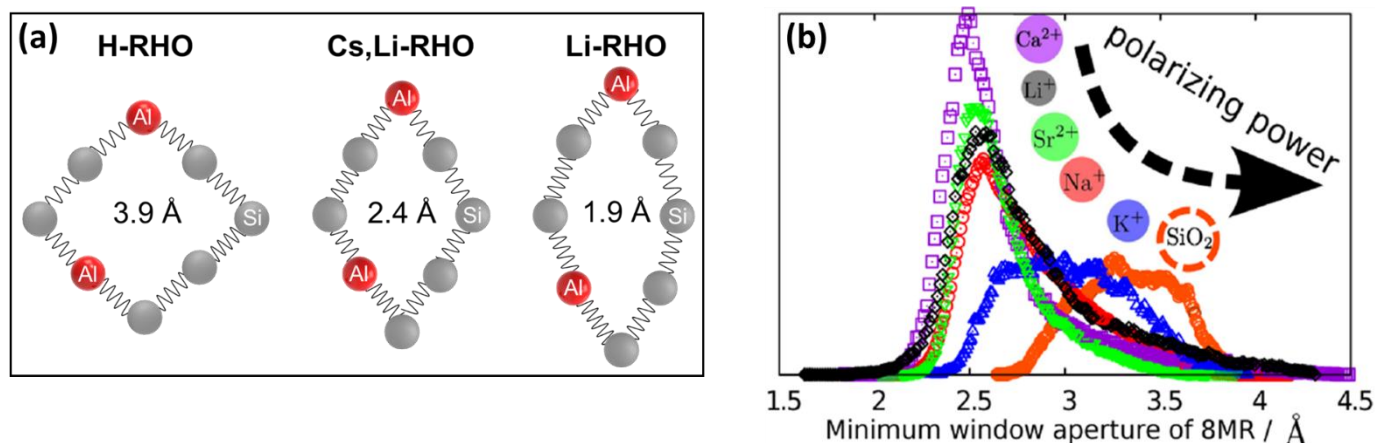 (a)
H-RHO Cs,Li-RHO Li-RHO
Al Al Al
3.9 Å Si 2.4 Å Si 1.9 Å Si
Al Al Al
(b)
Ca2+
Li+
Sr2+
Na+
K+
SiO2
polarizing power
1.5 2 2.5 3 3.5 4 4.5
Minimum window aperture of 8MR / Å